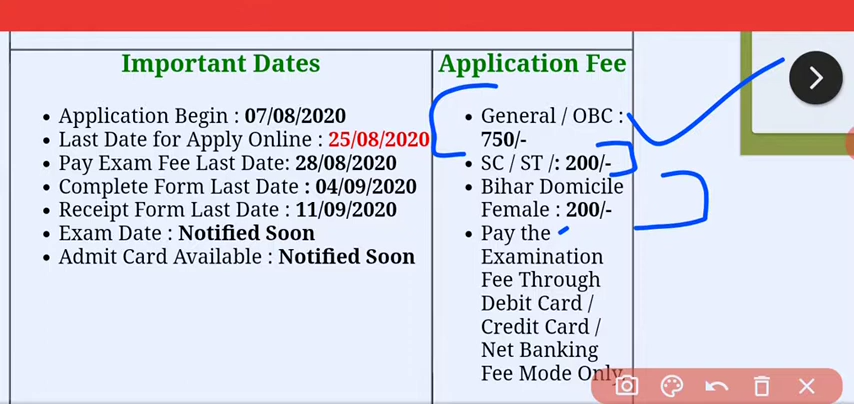 Important Dates
Application Begin : 07/08/2020
Last Date for Apply Online : 25/08/2020
Pay Exam Fee Last Date: 28/08/2020
Complete Form Last Date : 04/09/2020
Receipt Form Last Date : 11/09/2020
Exam Date : Notified Soon
Admit Card Available : Notified Soon
Application Fee
General / OBC :
750/-
SC / ST /: 200/-
Bihar Domicile
Female : 200/-
Pay the
Examination
Fee Through
Debit Card /
Credit Card /
Net Banking
Fee Mode Only